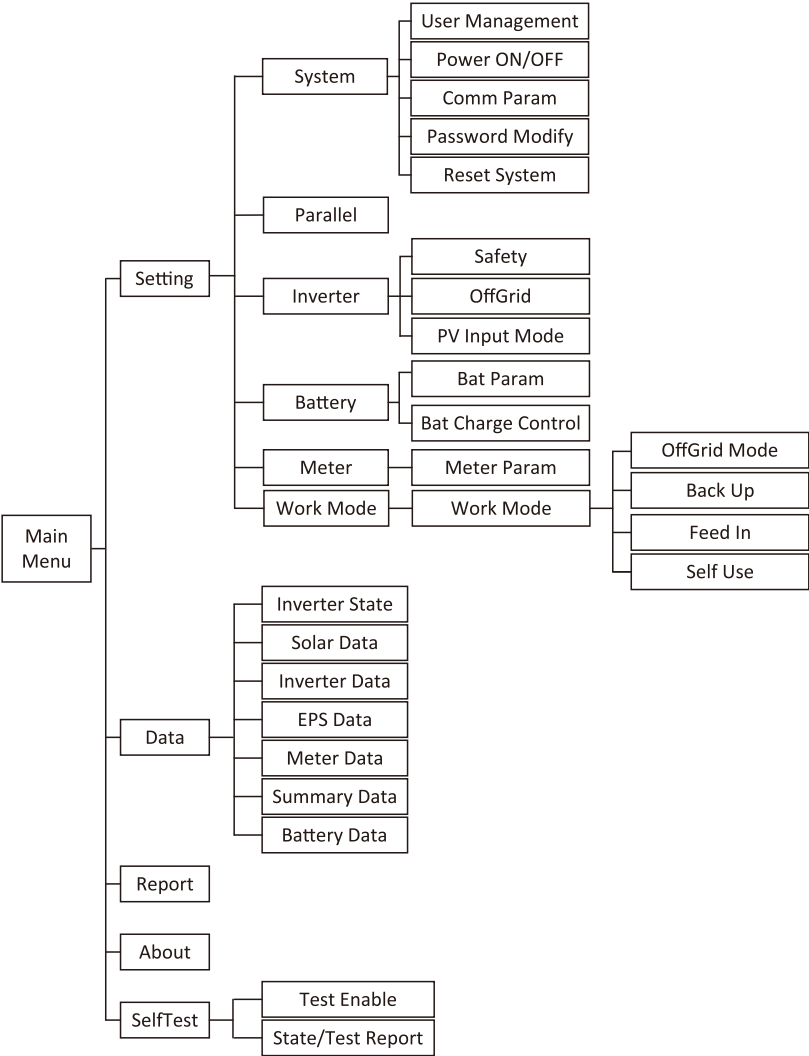 Main
Menu
Setting
System
User Management
Power ON/OFF
Comm Param
Password Modify
Reset System
Parallel
Inverter
Safety
OffGrid
PV Input Mode
Battery
Bat Param
Bat Charge Control
Meter
Meter Param
Work Mode
Work Mode
OffGrid Mode
Back Up
Feed In
Self Use
Data
Inverter State
Solar Data
Inverter Data
EPS Data
Meter Data
Summary Data
Battery Data
Report
About
SelfTest
Test Enable
State/Test Report